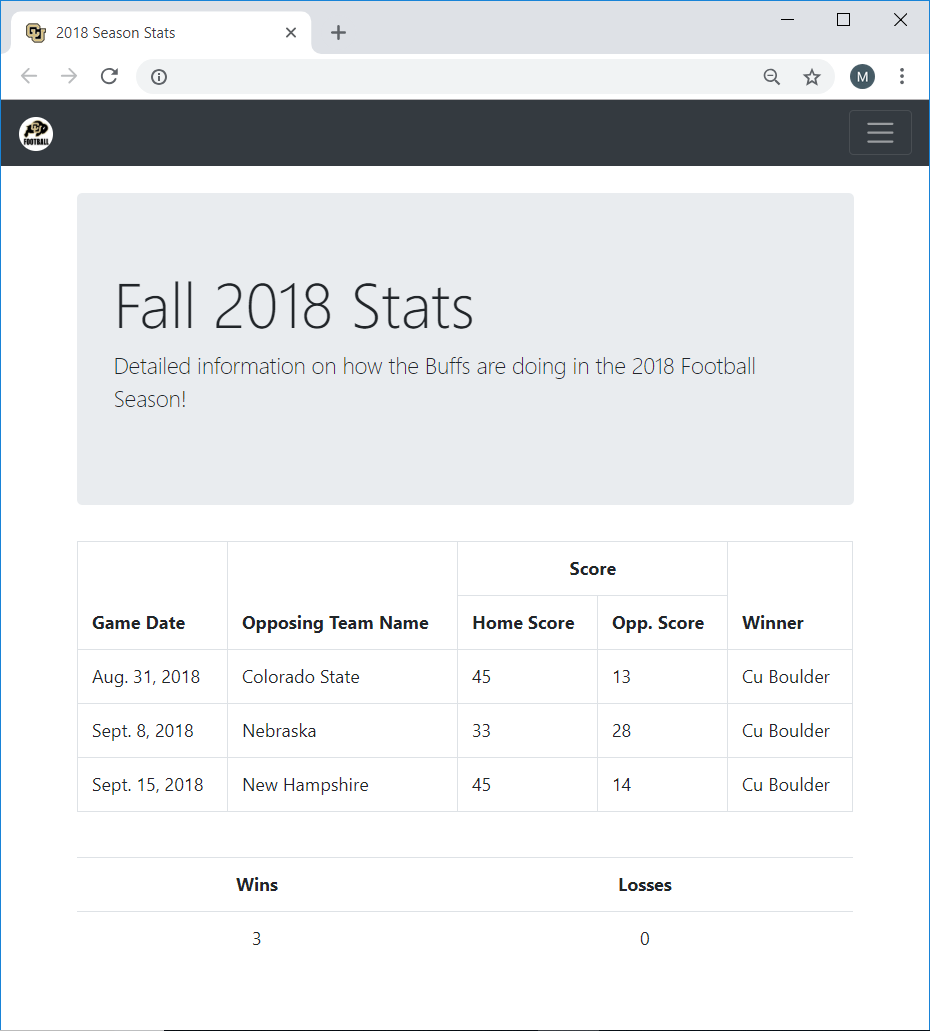 2018 Season Stats
M
FOOTBALL
Fall 2018 Stats
Detailed information on how the Buffs are doing in the 2018 Football
Season!
Score
Game Date Opposing Team Name Home Score Opp. Score Winner
Aug. 31, 2018 Colorado State 45 13 Cu Boulder
Sept. 8, 2018 Nebraska 33 28 Cu Boulder
Sept. 15, 2018 New Hampshire 45 14 Cu Boulder
Wins Losses
3 0